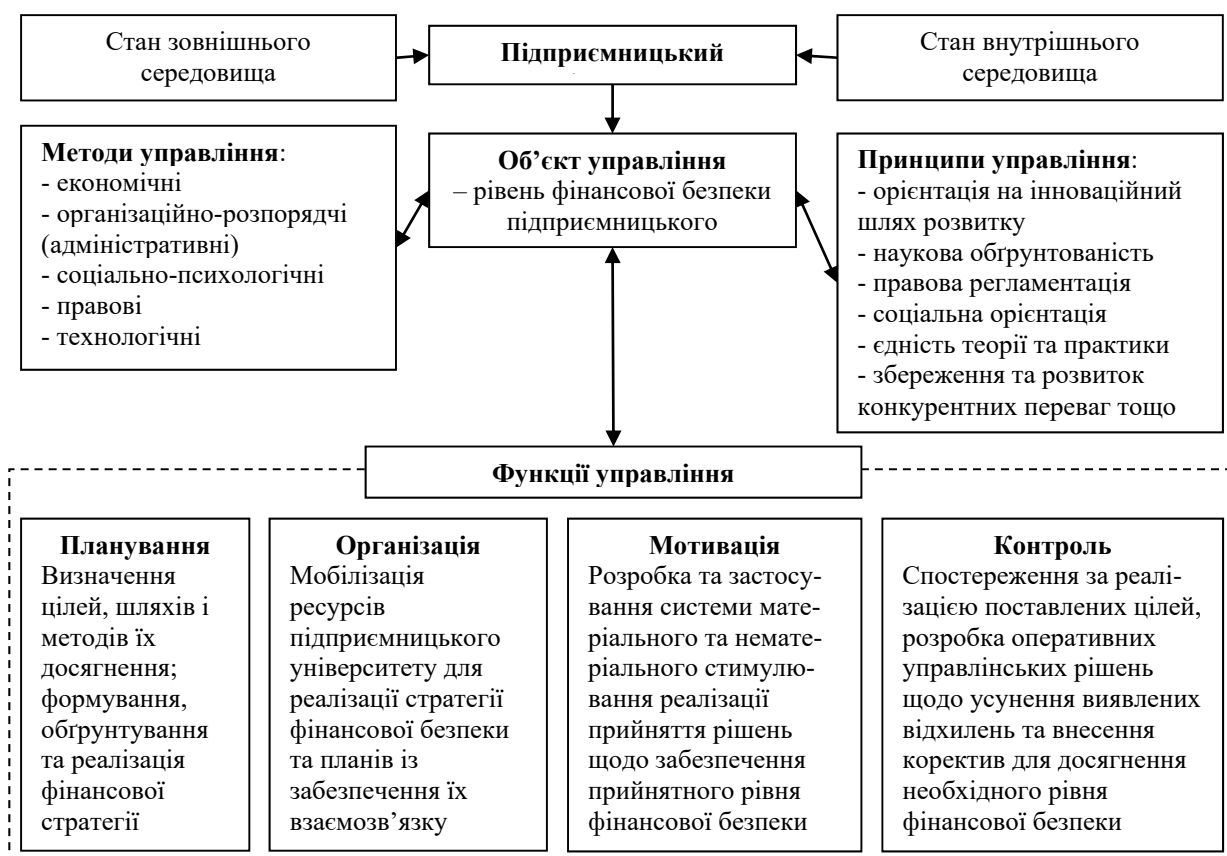 Стан зовнішнього
середовища
Підприємницький
Стан внутрішнього
середовища
Методи управління:
- економічні
- організаційно-розпорядчі
(адміністративні)
- соціально-психологічні
- правові
- технологічні
Об’єкт управління
– рівень фінансової безпеки
підприємницького
Принципи управління:
- орієнтація на інноваційний
шлях розвитку
- наукова обґрунтованість
- правова регламентація
- соціальна орієнтація
- єдність теорії та практики
- збереження та розвиток
конкурентних переваг тощо
Функції управління
Планування
Визначення
цілей, шляхів і
методів їх
досягнення;
формування,
обґрунтування
та реалізація
фінансової
стратегії
Організація
Мобілізація
ресурсів
підприємницького
університету для
реалізації стратегії
фінансової безпеки
та планів із
забезпечення їх
взаємозв’язку
Мотивація
Розробка та застосу-
вання системи мате-
ріального та немате-
ріального стимулю-
вання реалізації
прийняття рішень
щодо забезпечення
прийнятного рівня
фінансової безпеки
Контроль
Спостереження за реалі-
зацією поставлених цілей,
розробка оперативних
управлінських рішень
щодо усунення виявлених
відхилень та внесення
коректив для досягнення
необхідного рівня
фінансової безпеки